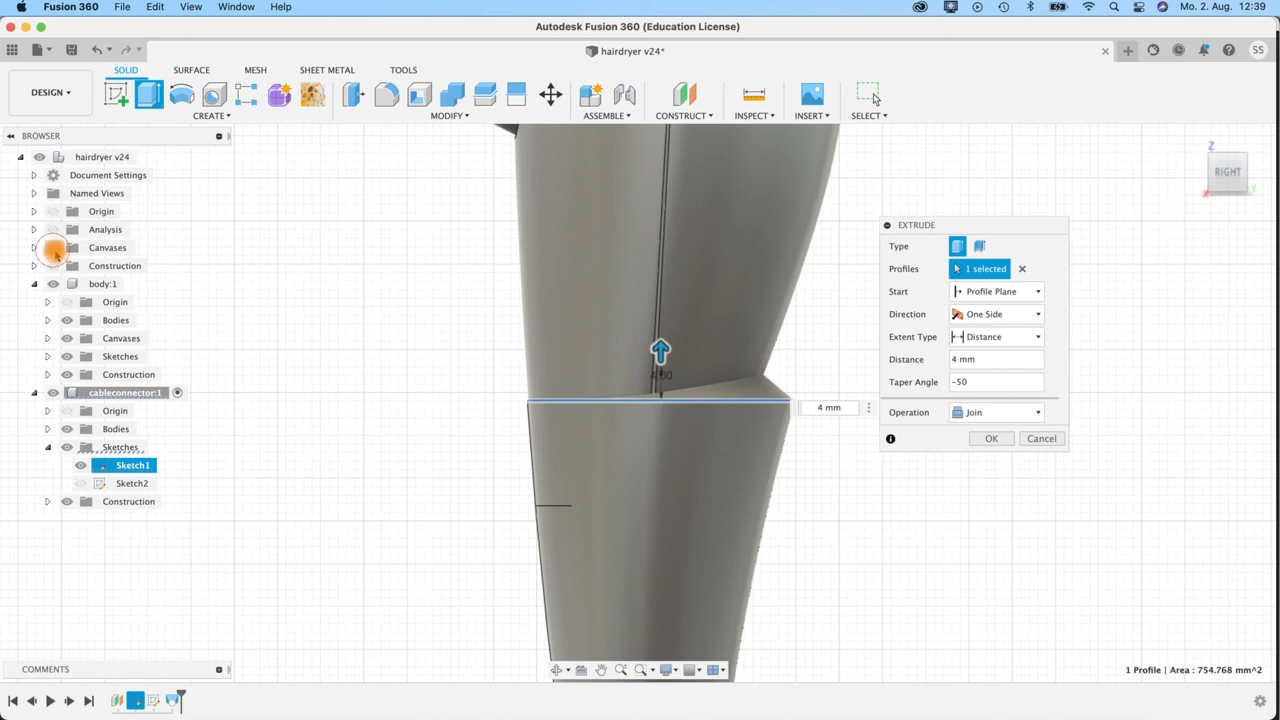 Fusion 360 File Edit View Window Help Mo. 2. Aug. 12:39
Autodesk Fusion 360 (Education License)
hairdryer v24*
SS
SOLID SURFACE MESH SHEET METAL TOOLS
DESIGN
CREATE MODIFY ASSEMBLE CONSTRUCT INSPECT INSERT SELECT
BROWSER
hairdryer v24
Document Settings
Named Views
Origin
Analysis
Canvases
Construction
body:1
Origin
Bodies
Canvases
Sketches
Construction
cableconnector:1
Origin
Bodies
Sketches
Sketch1
Sketch2
Construction
Z
RIGHT
X
Y
EXTRUDE
Type
Profiles 1 selected
Start Profile Plane
Direction One Side
Extent Type Distance
Distance 4 mm
Taper Angle -50
Operation Join
OK Cancel
4.00
4 mm
COMMENTS
1 Profile | Area : 754.768 mm^2